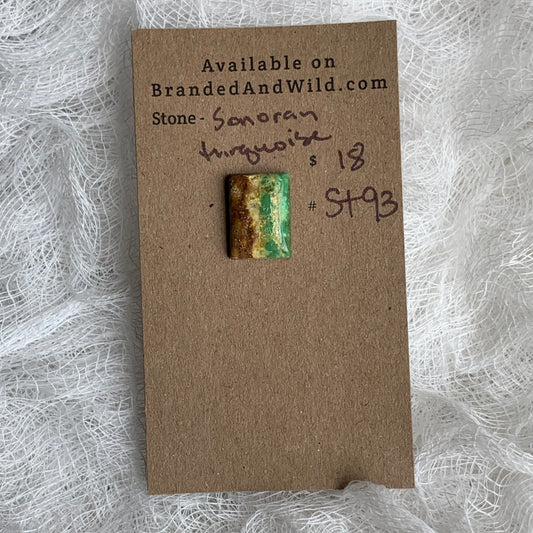 Available on
BrandedAndWild.com
Stone - Sonoran
turquoise
$ 18
# St93